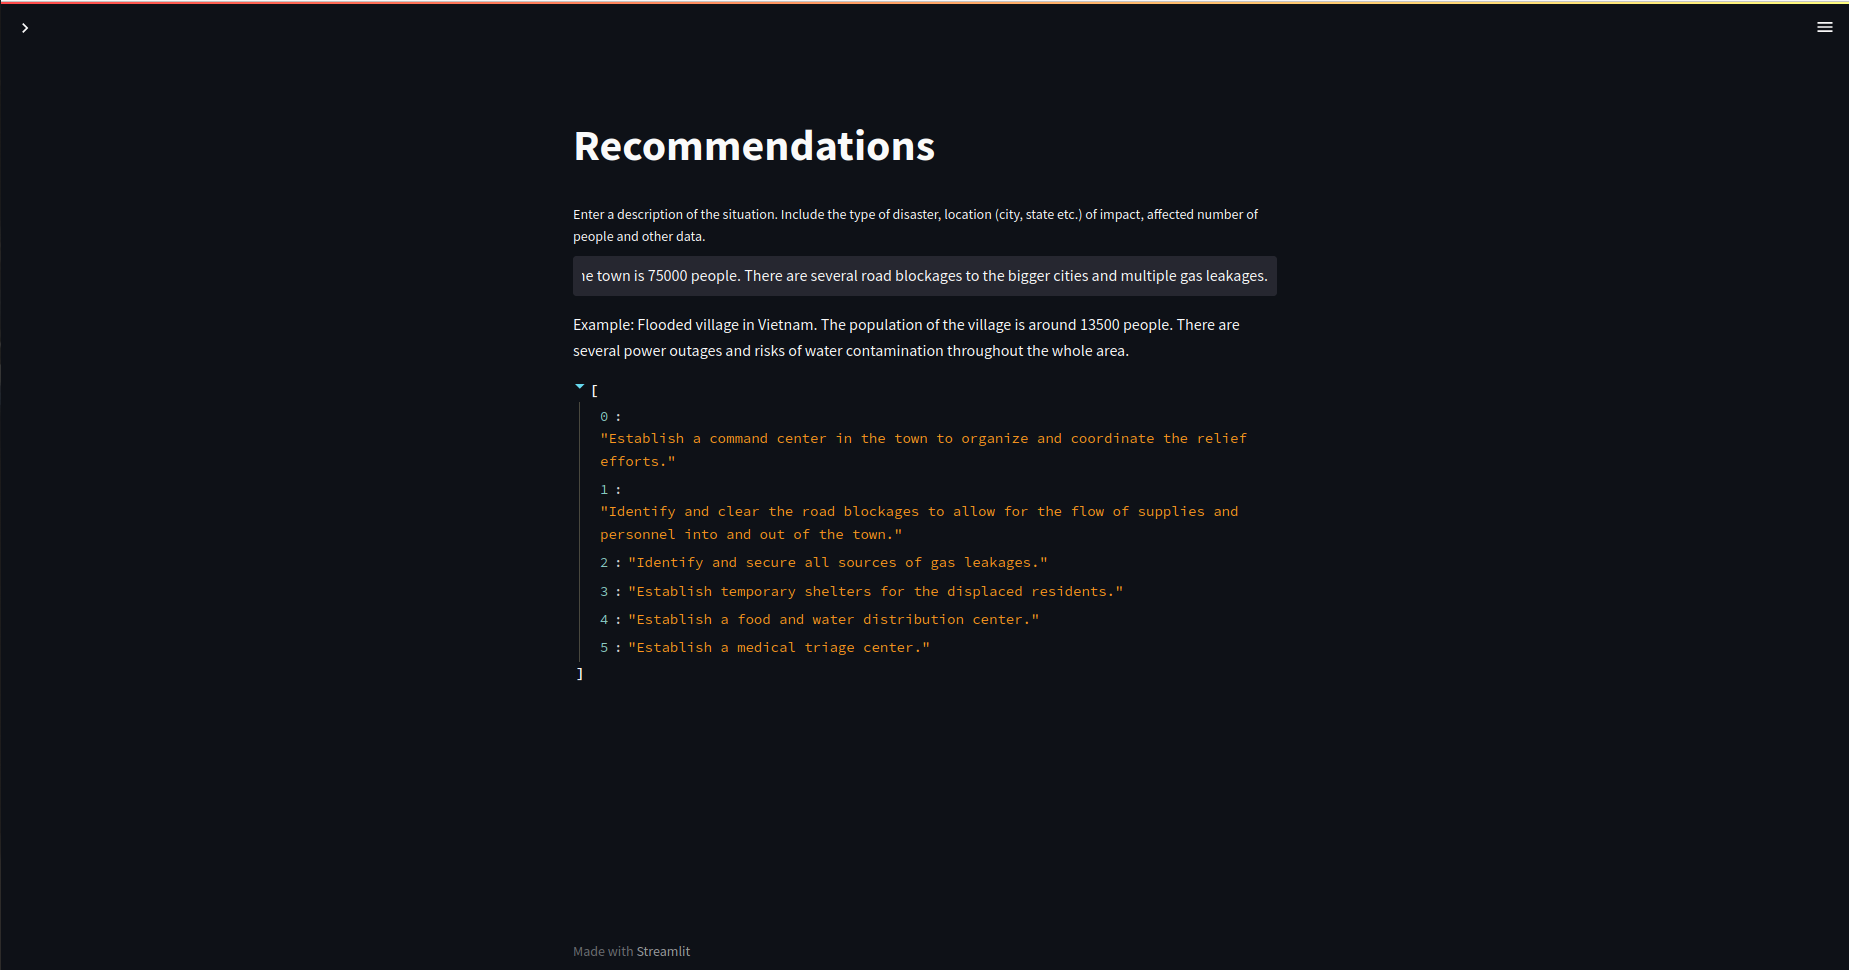 Recommendations
Enter a description of the situation. Include the type of disaster, location (city, state etc.) of impact, affected number of
people and other data.
town is 75000 people. There are several road blockages to the bigger cities and multiple gas leakages.
Example: Flooded village in Vietnam. The population of the village is around 13500 people. There are
several power outages and risks of water contamination throughout the whole area.
[
0 :
"Establish a command center in the town to organize and coordinate the relief
efforts."
1 :
"Identify and clear the road blockages to allow for the flow of supplies and
personnel into and out of the town."
2 : "Identify and secure all sources of gas leakages."
3 : "Establish temporary shelters for the displaced residents."
4 : "Establish a food and water distribution center."
5 : "Establish a medical triage center."
]
Made with Streamlit